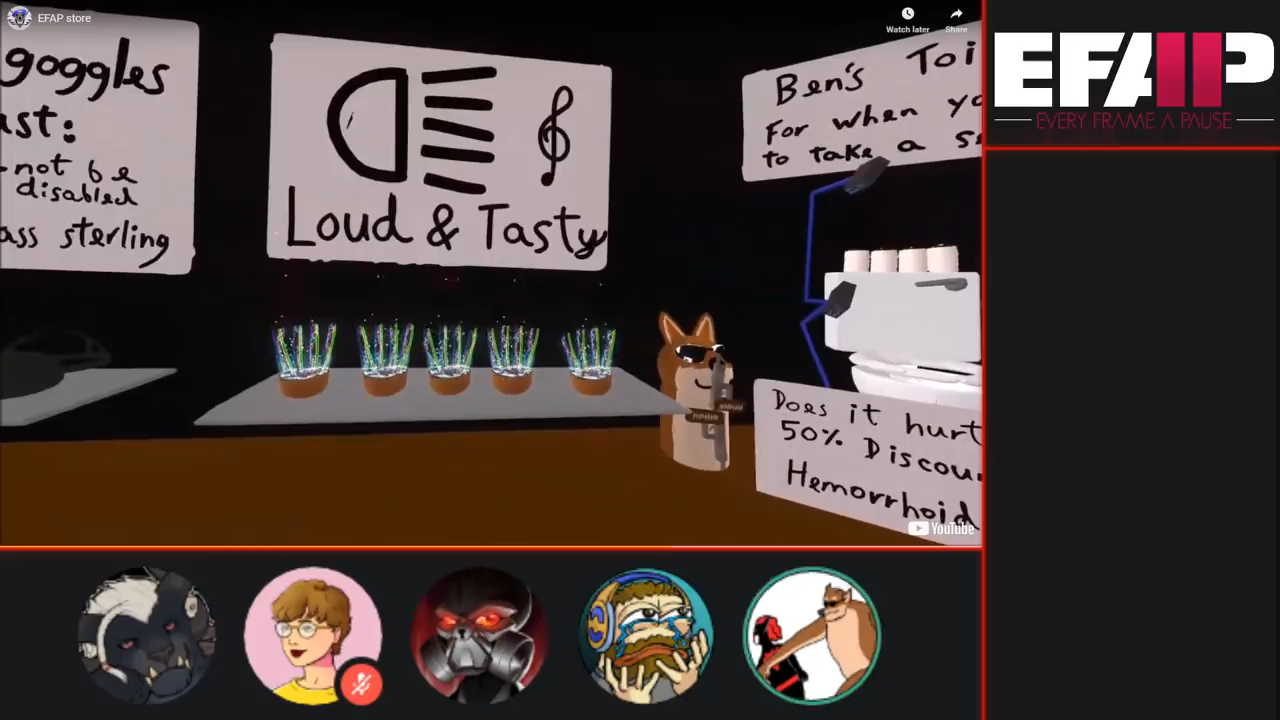 EFAP store
Watch later
Share
goggles
ast:
not be
disabled
ass sterling
Loud & Tasty
Ben's Toi
For when yo
to take a se
Does it hurt
50% Discou
Hemorrhoid
YouTube
EFAP
EVERY FRAME A PAUSE